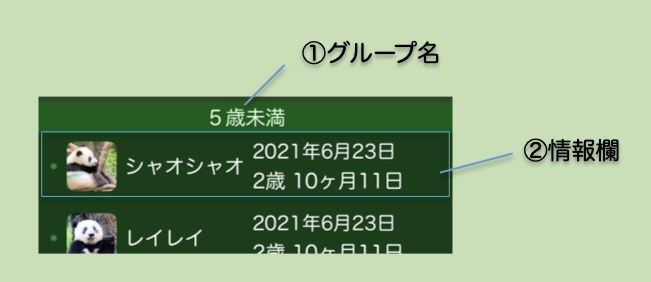 ①グループ名
５歳未満
シャオシャオ
2021年6月23日
2歳 10ヶ月11日
②情報欄
レイレイ
2021年6月23日
2歳 10ヶ月11日